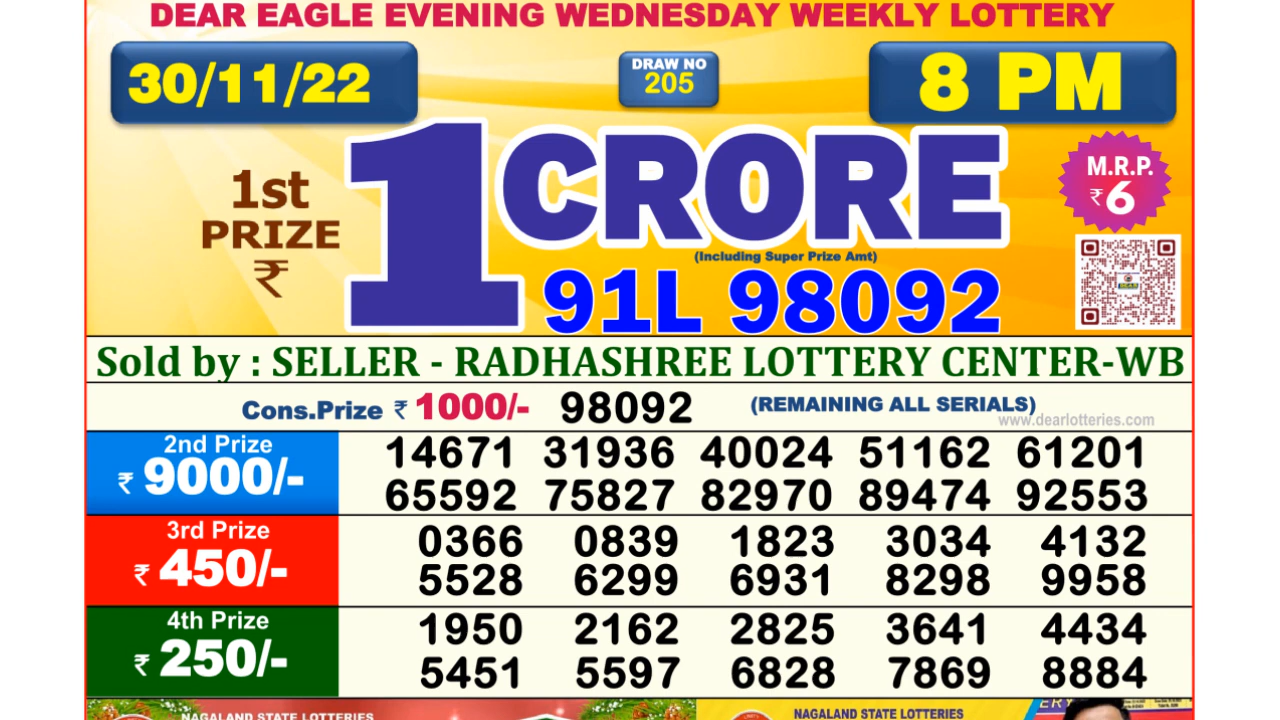 DEAR EAGLE EVENING WEDNESDAY WEEKLY LOTTERY
30/11/22
DRAW NO
205
8 PM
1st
PRIZE
₹
1 CRORE
M.R.P.
₹ 6
(Including Super Prize Amt)
91L 98092
Sold by : SELLER - RADHASHREE LOTTERY CENTER-WB
Cons.Prize ₹ 1000/- 98092 (REMAINING ALL SERIALS)
www.dearlotteries.com
2nd Prize
₹ 9000/-
14671 31936 40024 51162 61201
65592 75827 82970 89474 92553
3rd Prize
₹ 450/-
0366 0839 1823 3034 4132
5528 6299 6931 8298 9958
4th Prize
₹ 250/-
1950 2162 2825 3641 4434
5451 5597 6828 7869 8884
NAGALAND STATE LOTTERIES
NAGALAND STATE LOTTERIES